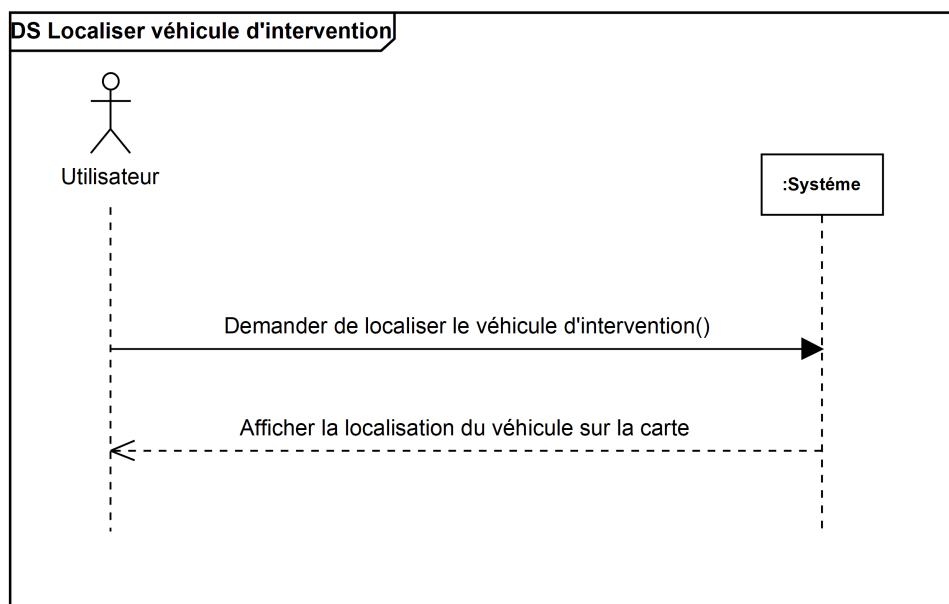 DS Localiser véhicule d'intervention
Utilisateur
:Systéme
Demander de localiser le véhicule d'intervention()
Afficher la localisation du véhicule sur la carte